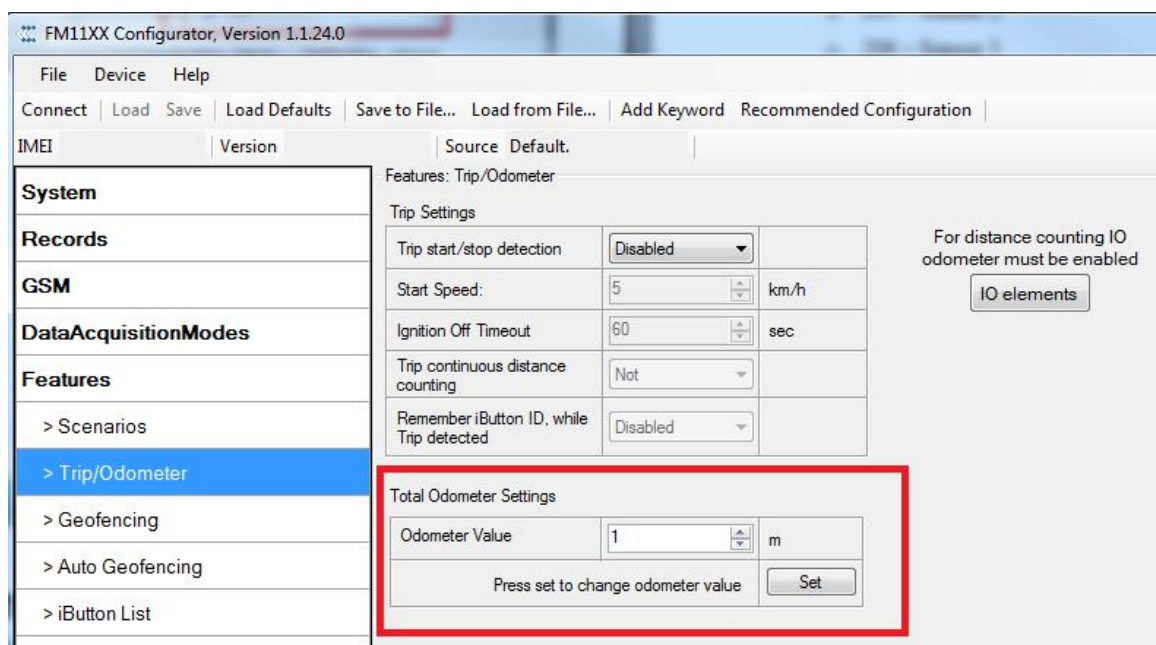 FM11XX Configurator, Version 1.1.24.0
File Device Help
Connect Load Save Load Defaults Save to File... Load from File... Add Keyword Recommended Configuration
IMEI Version Source Default.
System
Records
GSM
DataAcquisitionModes
Features
> Scenarios
> Trip/Odometer
> Geofencing
> Auto Geofencing
> iButton List
Features: Trip/Odometer
Trip Settings
Trip start/stop detection Disabled
Start Speed: 5 km/h
Ignition Off Timeout 60 sec
Trip continuous distance
counting Not
Remember iButton ID, while
Trip detected Disabled
For distance counting IO
odometer must be enabled
IO elements
Total Odometer Settings
Odometer Value 1 m
Press set to change odometer value Set